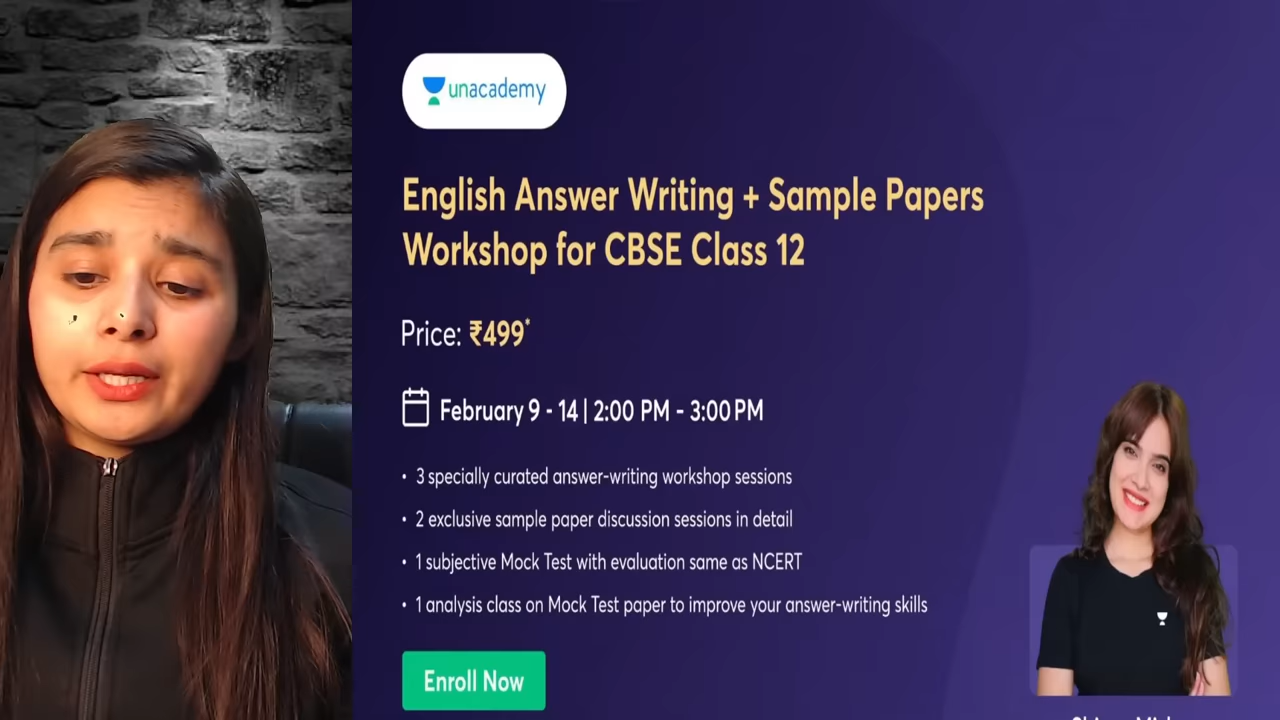 unacademy
English Answer Writing + Sample Papers
Workshop for CBSE Class 12
Price: ₹499*
February 9 - 14 | 2:00 PM - 3:00 PM
• 3 specially curated answer-writing workshop sessions
• 2 exclusive sample paper discussion sessions in detail
• 1 subjective Mock Test with evaluation same as NCERT
• 1 analysis class on Mock Test paper to improve your answer-writing skills
Enroll Now